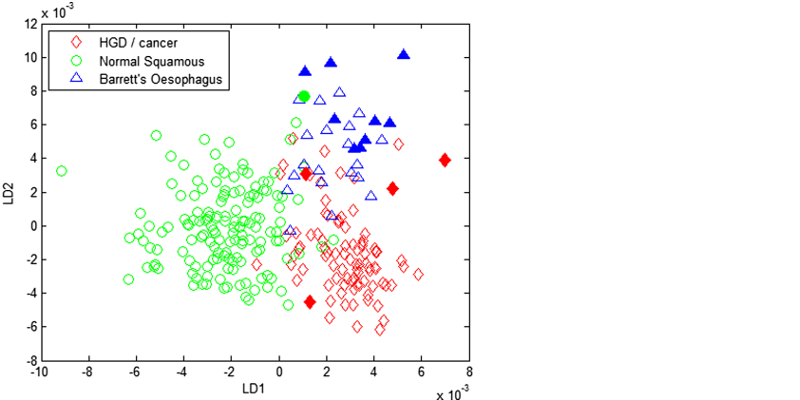 x 10⁻³
12
10
8
6
4
2
0
-2
-4
-6
-8
LD2
HGD / cancer
Normal Squamous
Barrett's Oesophagus
-10 -8 -6 -4 -2 0 2 4 6 8
LD1
x 10⁻³